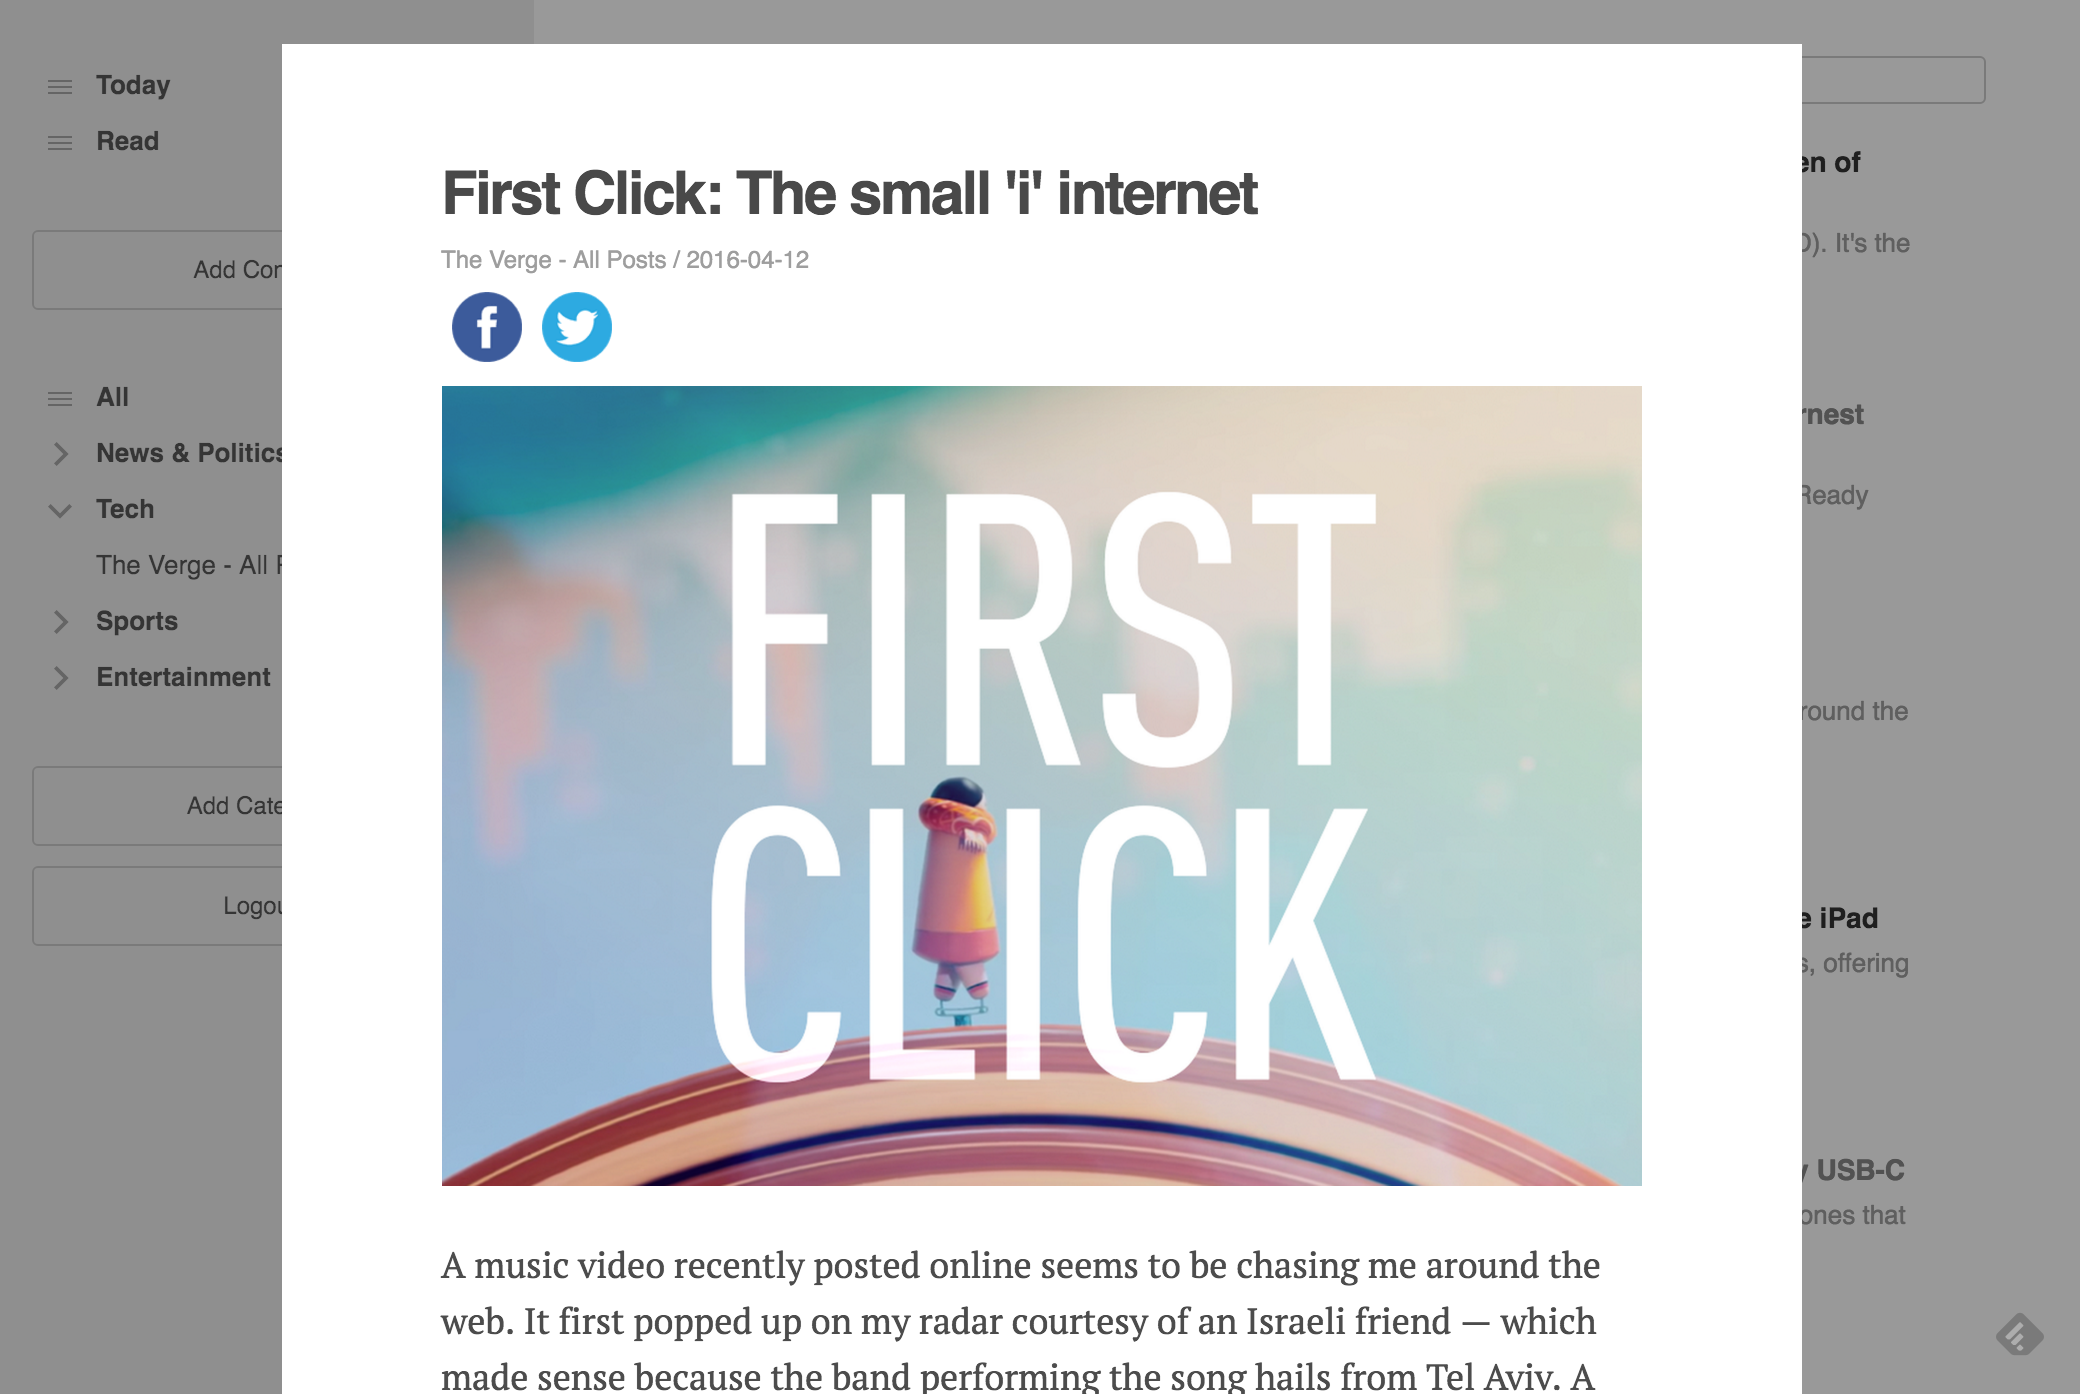 Today
Read
Add Con
All
News & Politics
Tech
The Verge - All
Sports
Entertainment
Add Cate
Logou
First Click: The small 'i' internet
The Verge - All Posts / 2016-04-12
FIRST
CLICK
A music video recently posted online seems to be chasing me around the
web. It first popped up on my radar courtesy of an Israeli friend — which
made sense because the band performing the song hails from Tel Aviv. A
en of
). It's the
rnest
Ready
round the
e iPad
s, offering
y USB-C
ones that